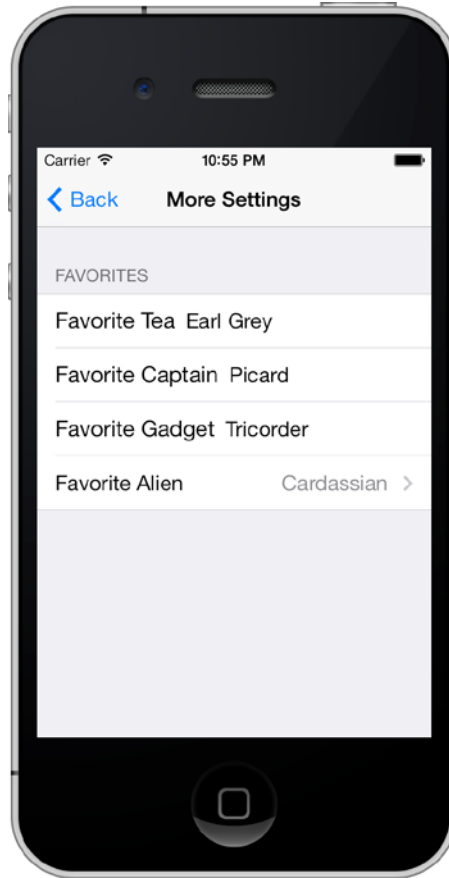 Carrier 10:55 PM
Back More Settings
FAVORITES
Favorite Tea Earl Grey
Favorite Captain Picard
Favorite Gadget Tricorder
Favorite Alien Cardassian